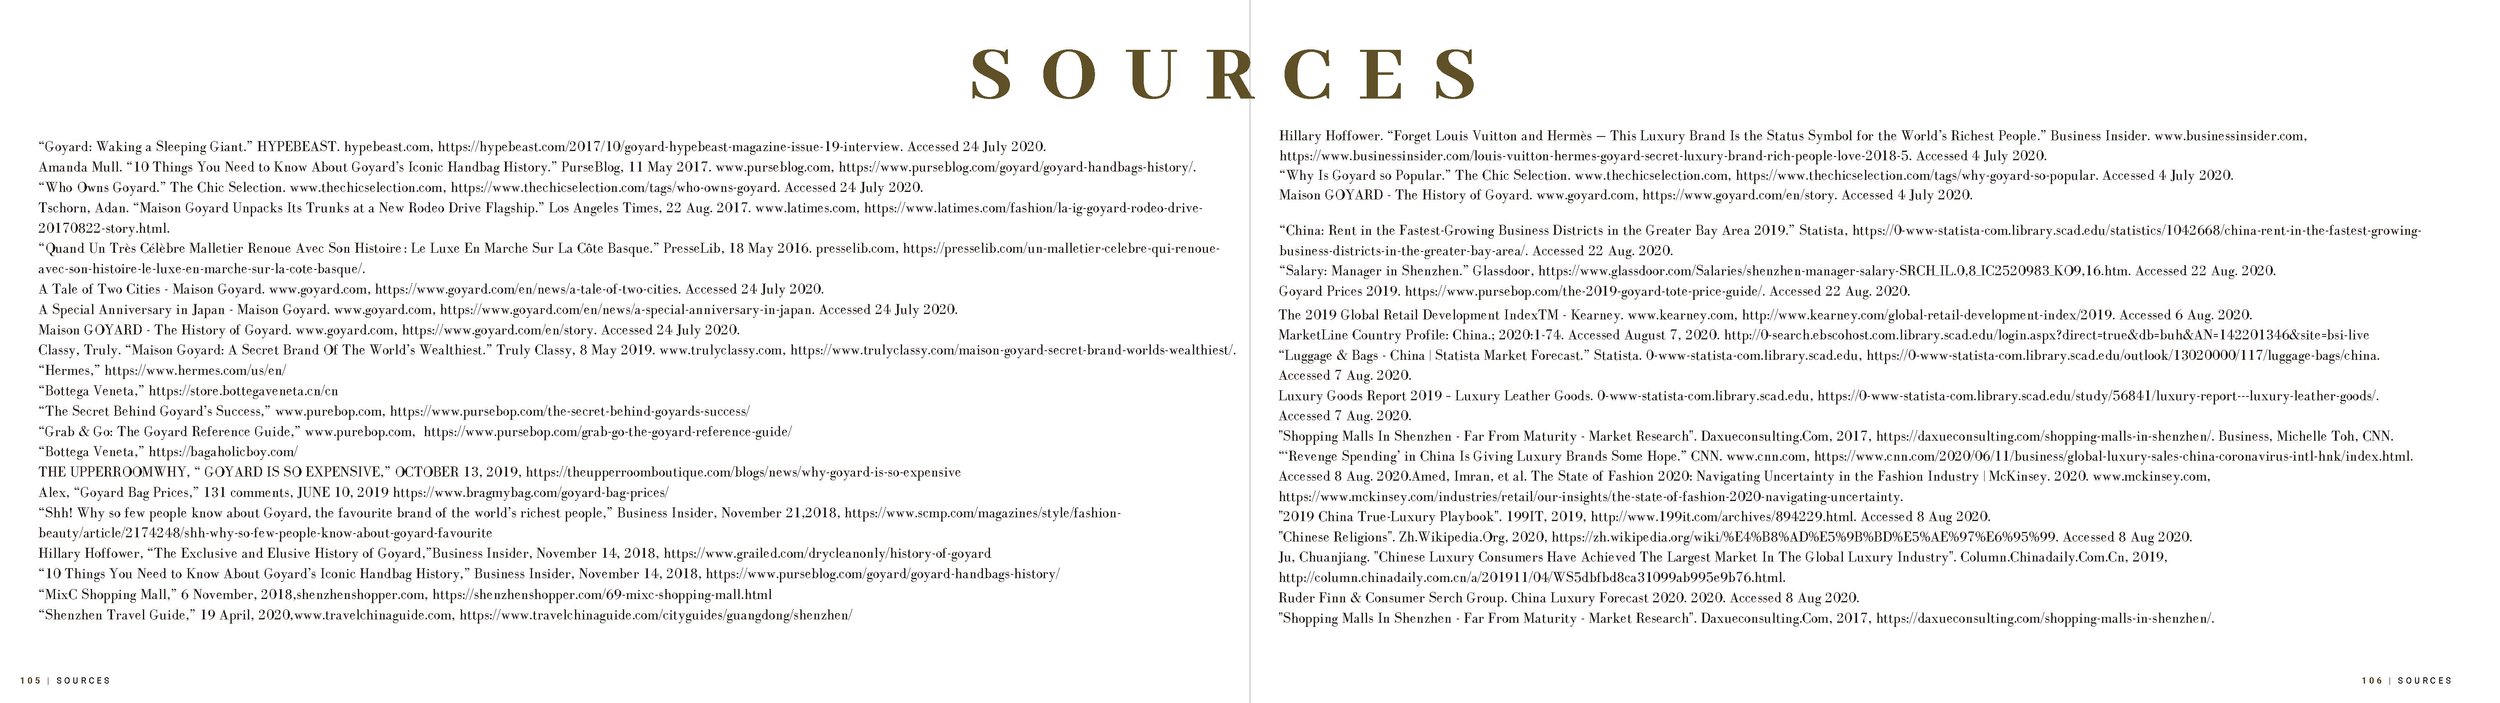 SOURCES
“Goyard: Waking a Sleeping Giant.” HYPEBEAST. hypebeast.com, https://hypebeast.com/2017/10/goyard-hypebeast-magazine-issue-19-interview. Accessed 24 July 2020.
Amanda Mull. “10 Things You Need to Know About Goyard’s Iconic Handbag History.” PurseBlog, 11 May 2017. www.purseblog.com, https://www.purseblog.com/goyard/goyard-handbags-history/.
“Who Owns Goyard.” The Chic Selection. www.thechicselection.com, https://www.thechicselection.com/tags/who-owns-goyard. Accessed 24 July 2020.
Tschorn, Adan. “Maison Goyard Unpacks Its Trunks at a New Rodeo Drive Flagship.” Los Angeles Times, 22 Aug. 2017. www.latimes.com, https://www.latimes.com/fashion/la-ig-goyard-rodeo-drive-
20170822-story.html.
“Quand Un Très Célèbre Malletier Renoue Avec Son Histoire : Le Luxe En Marche Sur La Côte Basque.” PresseLib, 18 May 2016. presselib.com, https://presselib.com/un-malletier-celebre-qui-renoue-
avec-son-histoire-le-luxe-en-marche-sur-la-cote-basque/.
A Tale of Two Cities - Maison Goyard. www.goyard.com, https://www.goyard.com/en/news/a-tale-of-two-cities. Accessed 24 July 2020.
A Special Anniversary in Japan - Maison Goyard. www.goyard.com, https://www.goyard.com/en/news/a-special-anniversary-in-japan. Accessed 24 July 2020.
Maison GOYARD - The History of Goyard. www.goyard.com, https://www.goyard.com/en/story. Accessed 24 July 2020.
Classy, Truly. “Maison Goyard: A Secret Brand Of The World’s Wealthiest.” Truly Classy, 8 May 2019. www.trulyclassy.com, https://www.trulyclassy.com/maison-goyard-secret-brand-worlds-wealthiest/.
“Hermes,” https://www.hermes.com/us/en/
“Bottega Veneta,” https://store.bottegaveneta.cn/cn
“The Secret Behind Goyard’s Success,” www.purebop.com, https://www.pursebop.com/the-secret-behind-goyards-success/
“Grab & Go: The Goyard Reference Guide,” www.purebop.com, https://www.pursebop.com/grab-go-the-goyard-reference-guide/
“Bottega Veneta,” https://bagaholicboy.com/
THE UPPERROOMWHY, “ GOYARD IS SO EXPENSIVE,” OCTOBER 13, 2019, https://theupperroomboutique.com/blogs/news/why-goyard-is-so-expensive
Alex, “Goyard Bag Prices,” 131 comments, JUNE 10, 2019 https://www.bragmybag.com/goyard-bag-prices/
“Shh! Why so few people know about Goyard, the favourite brand of the world’s richest people,” Business Insider, November 21,2018, https://www.scmp.com/magazines/style/fashion-
beauty/article/2174248/shh-why-so-few-people-know-about-goyard-favourite
Hillary Hoffower, “The Exclusive and Elusive History of Goyard,”Business Insider, November 14, 2018, https://www.grailed.com/drycleanonly/history-of-goyard
“10 Things You Need to Know About Goyard’s Iconic Handbag History,” Business Insider, November 14, 2018, https://www.purseblog.com/goyard/goyard-handbags-history/
“MixC Shopping Mall,” 6 November, 2018,shenzhenshopper.com, https://shenzhenshopper.com/69-mixc-shopping-mall.html
“Shenzhen Travel Guide,” 19 April, 2020,www.travelchinaguide.com, https://www.travelchinaguide.com/cityguides/guangdong/shenzhen/
105 | SOURCES
Hillary Hoffower. “Forget Louis Vuitton and Hermès — This Luxury Brand Is the Status Symbol for the World’s Richest People.” Business Insider. www.businessinsider.com,
https://www.businessinsider.com/louis-vuitton-hermes-goyard-secret-luxury-brand-rich-people-love-2018-5. Accessed 4 July 2020.
“Why Is Goyard so Popular.” The Chic Selection. www.thechicselection.com, https://www.thechicselection.com/tags/why-goyard-so-popular. Accessed 4 July 2020.
Maison GOYARD - The History of Goyard. www.goyard.com, https://www.goyard.com/en/story. Accessed 4 July 2020.
“China: Rent in the Fastest-Growing Business Districts in the Greater Bay Area 2019.” Statista, https://0-www-statista-com.library.scad.edu/statistics/1042668/china-rent-in-the-fastest-growing-
business-districts-in-the-greater-bay-area/. Accessed 22 Aug. 2020.
“Salary: Manager in Shenzhen.” Glassdoor, https://www.glassdoor.com/Salaries/shenzhen-manager-salary-SRCH_IL.0,8_IC2520983_KO9,16.htm. Accessed 22 Aug. 2020.
Goyard Prices 2019. https://www.pursebop.com/the-2019-goyard-tote-price-guide/. Accessed 22 Aug. 2020.
The 2019 Global Retail Development IndexTM - Kearney. www.kearney.com, http://www.kearney.com/global-retail-development-index/2019. Accessed 6 Aug. 2020.
MarketLine Country Profile: China.; 2020:1-74. Accessed August 7, 2020. http://0-search.ebscohost.com.library.scad.edu/login.aspx?direct=true&db=buh&AN=142201346&site=bsi-live
“Luggage & Bags - China | Statista Market Forecast.” Statista. 0-www-statista-com.library.scad.edu, https://0-www-statista-com.library.scad.edu/outlook/13020000/117/luggage-bags/china.
Accessed 7 Aug. 2020.
Luxury Goods Report 2019 – Luxury Leather Goods. 0-www-statista-com.library.scad.edu, https://0-www-statista-com.library.scad.edu/study/56841/luxury-report---luxury-leather-goods/.
Accessed 7 Aug. 2020.
"Shopping Malls In Shenzhen - Far From Maturity - Market Research". Daxueconsulting.Com, 2017, https://daxueconsulting.com/shopping-malls-in-shenzhen/. Business, Michelle Toh, CNN.
“‘Revenge Spending’ in China Is Giving Luxury Brands Some Hope.” CNN. www.cnn.com, https://www.cnn.com/2020/06/11/business/global-luxury-sales-china-coronavirus-intl-hnk/index.html.
Accessed 8 Aug. 2020.Amed, Imran, et al. The State of Fashion 2020: Navigating Uncertainty in the Fashion Industry | McKinsey. 2020. www.mckinsey.com,
https://www.mckinsey.com/industries/retail/our-insights/the-state-of-fashion-2020-navigating-uncertainty.
"2019 China True-Luxury Playbook". 199IT, 2019, http://www.199it.com/archives/894229.html. Accessed 8 Aug 2020.
"Chinese Religions". Zh.Wikipedia.Org, 2020, https://zh.wikipedia.org/wiki/%E4%B8%AD%E5%9B%BD%E5%AE%97%E6%95%99. Accessed 8 Aug 2020.
Ju, Chuanjiang. "Chinese Luxury Consumers Have Achieved The Largest Market In The Global Luxury Industry". Column.Chinadaily.Com.Cn, 2019,
http://column.chinadaily.com.cn/a/201911/04/WS5dbfbd8ca31099ab995e9b76.html.
Ruder Finn & Consumer Serch Group. China Luxury Forecast 2020. 2020. Accessed 8 Aug 2020.
"Shopping Malls In Shenzhen - Far From Maturity - Market Research". Daxueconsulting.Com, 2017, https://daxueconsulting.com/shopping-malls-in-shenzhen/.
106 | SOURCES